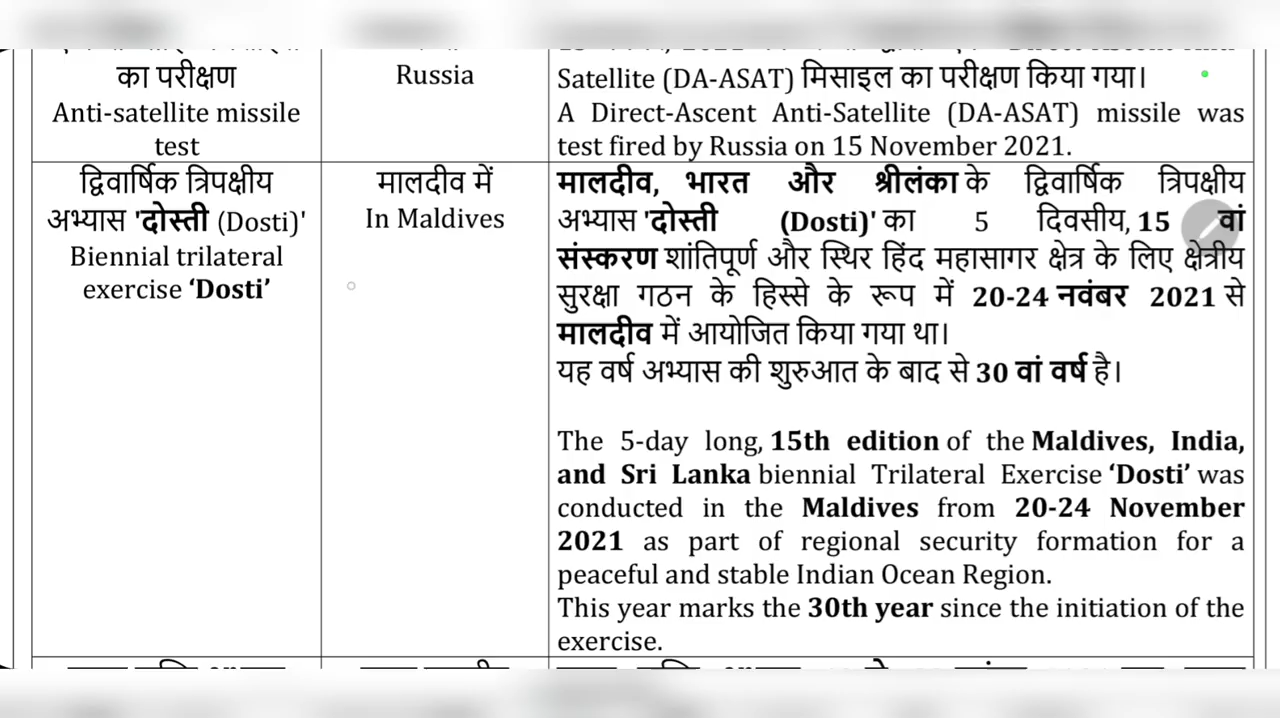 का परीक्षण
Anti-satellite missile
test
Russia
Satellite (DA-ASAT) मिसाइल का परीक्षण किया गया।
A Direct-Ascent Anti-Satellite (DA-ASAT) missile was
test fired by Russia on 15 November 2021.
द्विवार्षिक त्रिपक्षीय
अभ्यास 'दोस्ती (Dosti)'
Biennial trilateral
exercise ‘Dosti’
मालदीव में
In Maldives
मालदीव, भारत और श्रीलंका के द्विवार्षिक त्रिपक्षीय
अभ्यास 'दोस्ती (Dosti)' का 5 दिवसीय, 15 वां
संस्करण शांतिपूर्ण और स्थिर हिंद महासागर क्षेत्र के लिए क्षेत्रीय
सुरक्षा गठन के हिस्से के रूप में 20-24 नवंबर 2021 से
मालदीव में आयोजित किया गया था।
यह वर्ष अभ्यास की शुरुआत के बाद से 30 वां वर्ष है।
The 5-day long, 15th edition of the Maldives, India,
and Sri Lanka biennial Trilateral Exercise ‘Dosti’ was
conducted in the Maldives from 20-24 November
2021 as part of regional security formation for a
peaceful and stable Indian Ocean Region.
This year marks the 30th year since the initiation of the
exercise.